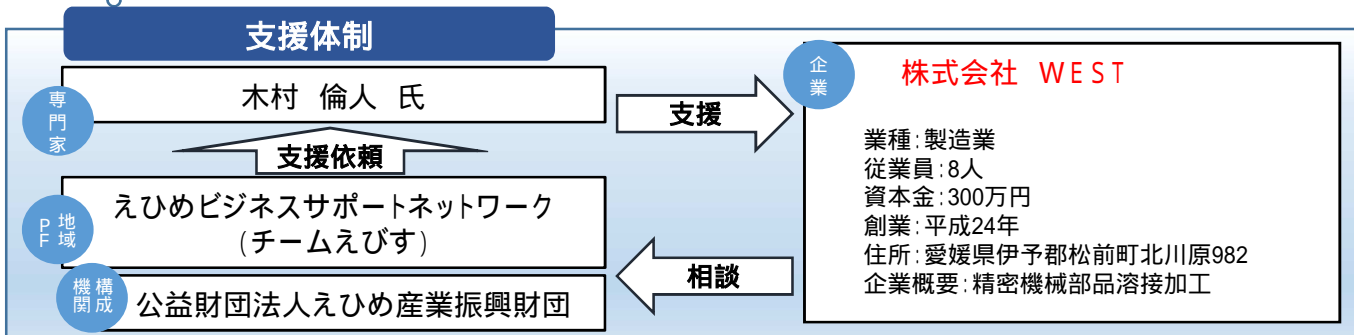 支援体制
専門家
木村 倫人 氏
支援依頼
地域PF
えひめビジネスサポートネットワーク
(チームえびす)
構成機関
公益財団法人えひめ産業振興財団
支援
相談
企業
株式会社 WEST
業種:製造業
従業員:8人
資本金:300万円
創業:平成24年
住所:愛媛県伊予郡松前町北川原982
企業概要:精密機械部品溶接加工